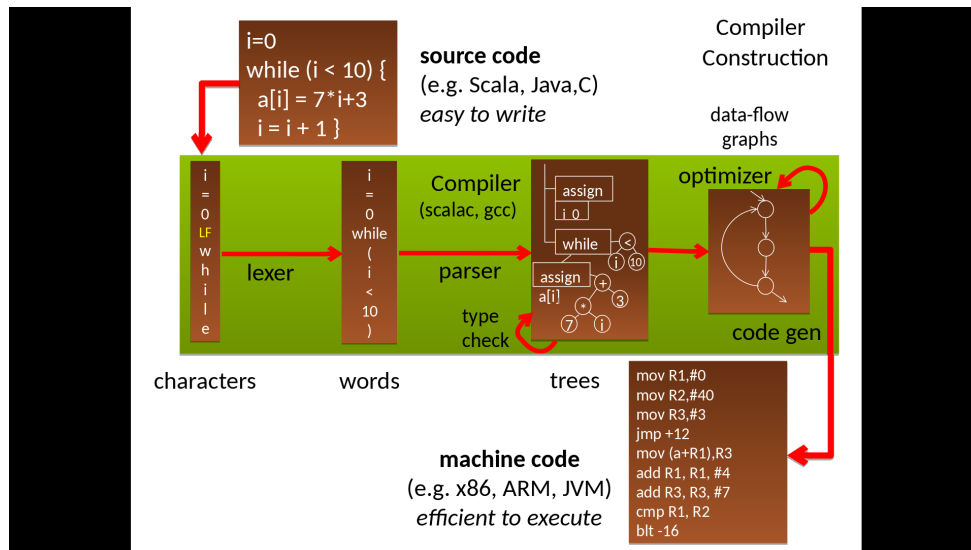 i=0
while (i < 10) {
a[i] = 7*i+3
i = i + 1 }
source code
(e.g. Scala, Java,C)
easy to write
Compiler
Construction
data-flow
graphs
i
=
0
LF
w
h
i
l
e
lexer
i
=
0
while
(
i
<
10
)
Compiler
(scalac, gcc)
parser
type
check
assign
i 0
while
<
i
10
assign
a[i]
+
3
*
7
i
optimizer
code gen
characters
words
trees
machine code
(e.g. x86, ARM, JVM)
efficient to execute
mov R1,#0
mov R2,#40
mov R3,#3
jmp +12
mov (a+R1),R3
add R1, R1, #4
add R3, R3, #7
cmp R1, R2
blt -16